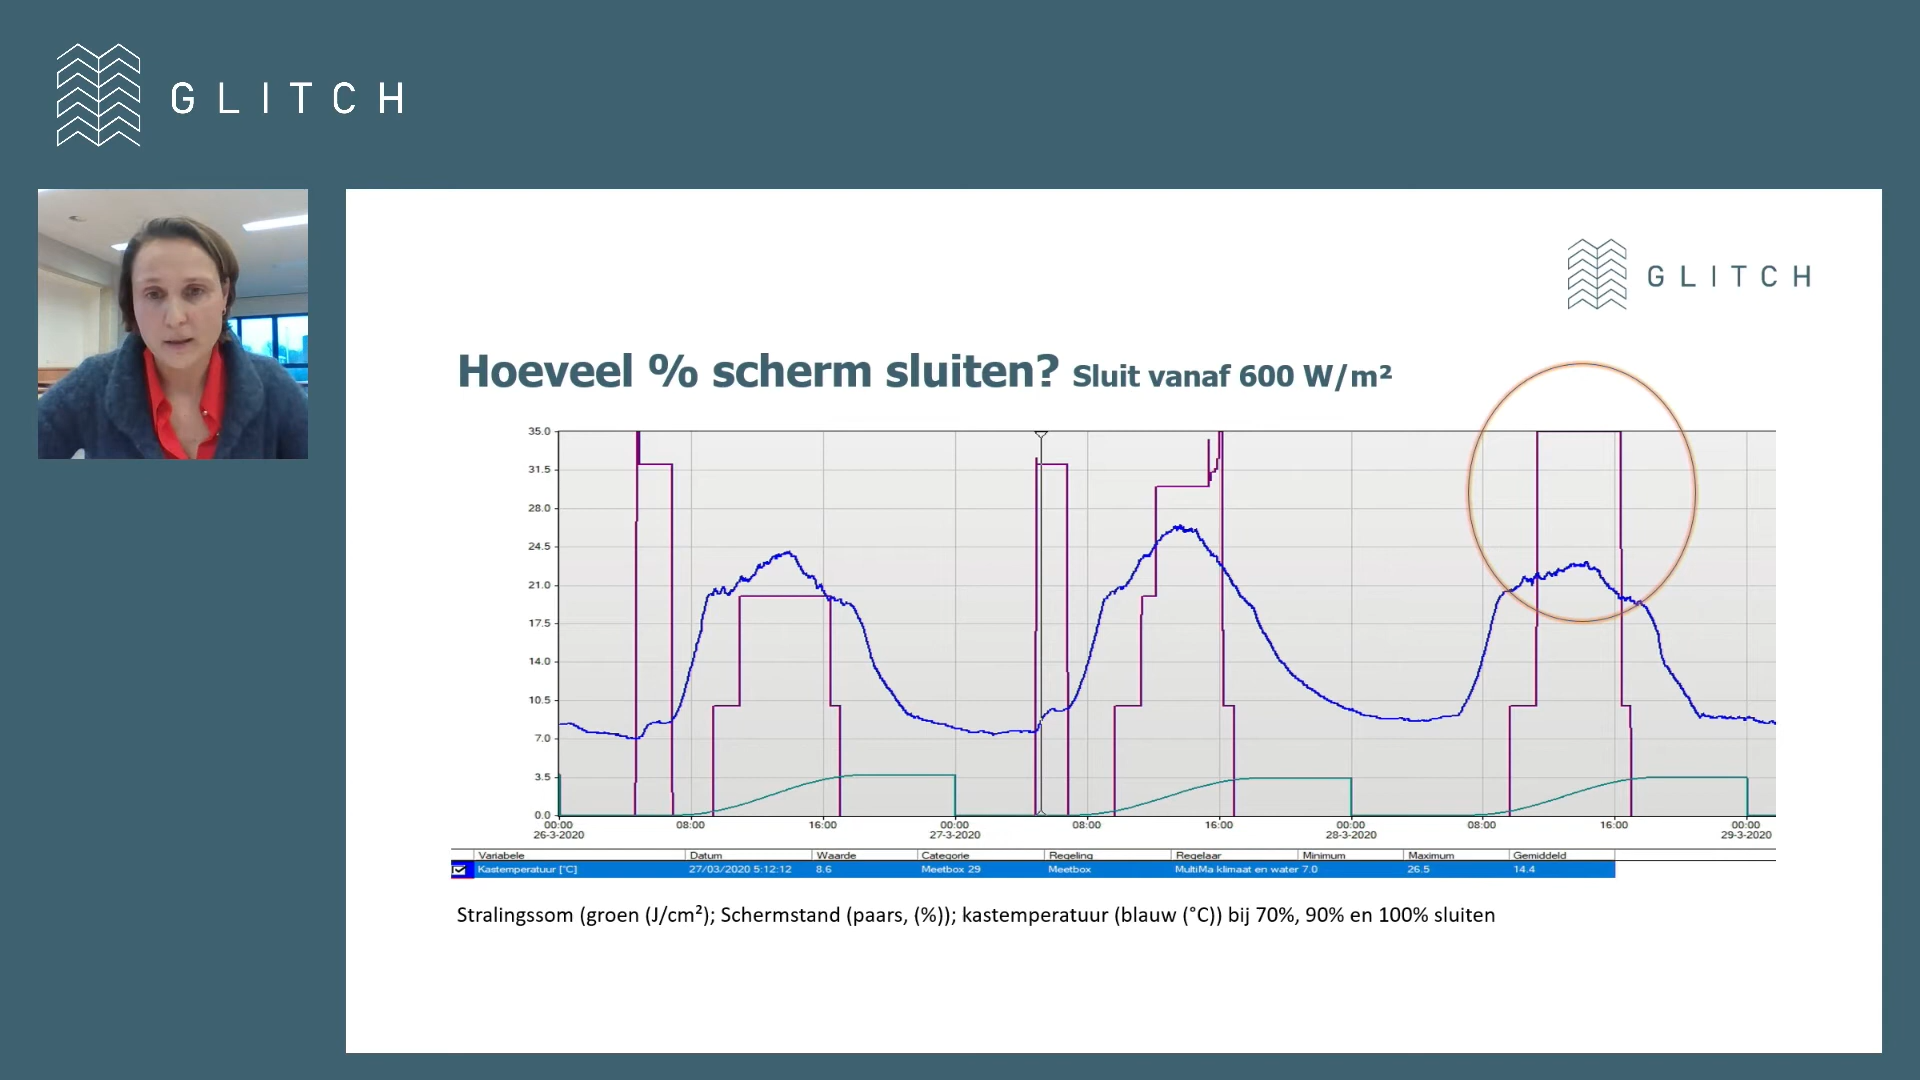 GLITCH
GLITCH
Hoeveel % scherm sluiten? Sluit vanaf 600 W/m²
35.0
31.5
28.0
24.5
21.0
17.5
14.0
10.5
7.0
3.5
0.0
00:00 08:00 16:00 00:00 08:00 16:00 00:00 08:00 16:00 00:00
26-3-2020 27-3-2020 28-3-2020 29-3-2020
Variabele Datum Waarde Categorie Regeling Regelaar Minimum Maximum Gemiddeld
Kastemperatuur [°C] 27/03/2020 5:12:12 8.6 Meetbox 29 Meetbox MultiMa klimaat en water 7.0 26.5 14.4
Stralingssom (groen (J/cm²); Schermstand (paars, (%)); kastemperatuur (blauw (°C)) bij 70%, 90% en 100% sluiten